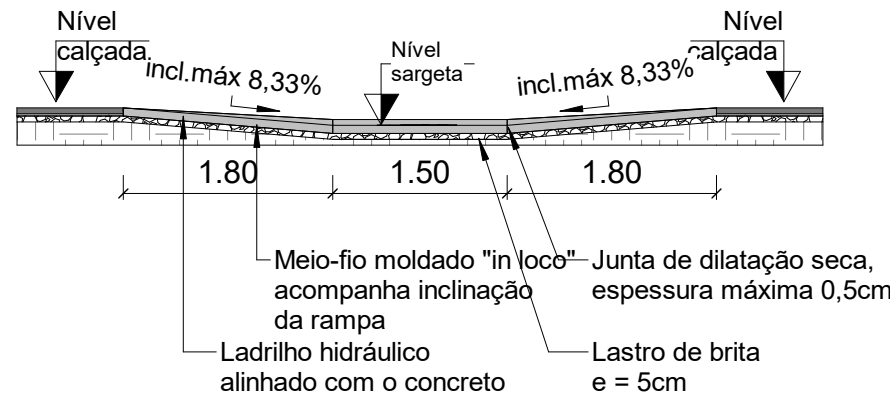 Nível
calçada
incl.máx 8,33%
Nível
sargeta
incl.máx 8,33%
Nível
calçada
1.80
1.50
1.80
Meio-fio moldado "in loco"
acompanha inclinação
da rampa
Junta de dilatação seca,
espessura máxima 0,5cm
Ladrilho hidráulico
alinhado com o concreto
Lastro de brita
e = 5cm